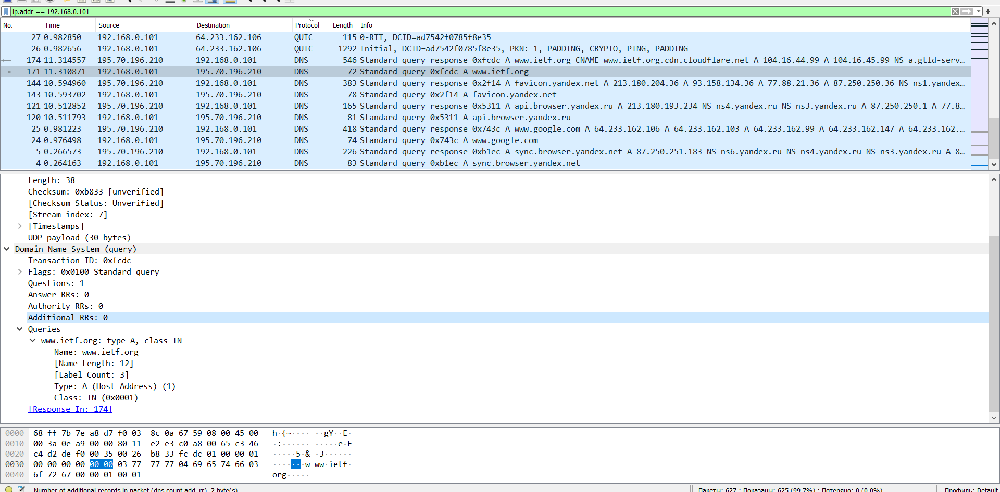 ip.addr == 192.168.0.101
No. Time Source Destination Protocol Length Info
27 0.982850 192.168.0.101 64.233.162.106 QUIC 115 0-RTT, DCID=ad7542f0785f8e35
26 0.982656 192.168.0.101 64.233.162.106 QUIC 1292 Initial, DCID=ad7542f0785f8e35, PKN: 1, PADDING, CRYPTO, PING, PADDING
174 11.314557 195.70.196.210 192.168.0.101 DNS 546 Standard query response 0xfcdc A www.ietf.org CNAME www.ietf.org.cdn.cloudflare.net A 104.16.44.99 A 104.16.45.99 NS a.gtld-serv…
171 11.310871 192.168.0.101 195.70.196.210 DNS 72 Standard query 0xfcdc A www.ietf.org
144 10.594960 195.70.196.210 192.168.0.101 DNS 383 Standard query response 0x2f14 A favicon.yandex.net A 213.180.204.36 A 93.158.134.36 A 77.88.21.36 A 87.250.250.36 NS ns1.yandex…
143 10.593702 192.168.0.101 195.70.196.210 DNS 78 Standard query 0x2f14 A favicon.yandex.net
121 10.512852 195.70.196.210 192.168.0.101 DNS 165 Standard query response 0x5311 A api.browser.yandex.ru A 213.180.193.234 NS ns4.yandex.ru NS ns3.yandex.ru A 87.250.250.1 A 77.8…
120 10.511793 192.168.0.101 195.70.196.210 DNS 81 Standard query 0x5311 A api.browser.yandex.ru
25 0.981223 195.70.196.210 192.168.0.101 DNS 418 Standard query response 0x743c A www.google.com A 64.233.162.106 A 64.233.162.103 A 64.233.162.99 A 64.233.162.147 A 64.233.162.…
24 0.976498 192.168.0.101 195.70.196.210 DNS 74 Standard query 0x743c A www.google.com
5 0.266573 195.70.196.210 192.168.0.101 DNS 226 Standard query response 0xb1ec A sync.browser.yandex.net A 87.250.251.183 NS ns6.yandex.ru NS ns4.yandex.ru NS ns3.yandex.ru A 8…
4 0.264163 192.168.0.101 195.70.196.210 DNS 83 Standard query 0xb1ec A sync.browser.yandex.net
Length: 38
Checksum: 0xb833 [unverified]
[Checksum Status: Unverified]
[Stream index: 7]
[Timestamps]
UDP payload (30 bytes)
Domain Name System (query)
Transaction ID: 0xfcdc
Flags: 0x0100 Standard query
Questions: 1
Answer RRs: 0
Authority RRs: 0
Additional RRs: 0
Queries
www.ietf.org: type A, class IN
Name: www.ietf.org
[Name Length: 12]
[Label Count: 3]
Type: A (Host Address) (1)
Class: IN (0x0001)
[Response In: 174]
0000 68 ff 7b 7e a8 d7 f0 03 8c 0a 67 59 08 00 45 00 h·{~···· ··gY··E·
0010 00 3a 0e a9 00 00 80 11 e2 e3 c0 a8 00 65 c3 46 ·:······ ·····e·F
0020 c4 d2 de f0 00 35 00 26 b8 33 fc dc 01 00 00 01 ·····5·& ·3······
0030 00 00 00 00 00 00 03 77 77 77 04 69 65 74 66 03 ·······w ww·ietf·
0040 6f 72 67 00 00 01 00 01 org·····
Number of additional records in packet (dns.count.add_rr), 2 byte(s) Пакеты: 627 · Показаны: 625 (99.7%) · Потеряно: 0 (0.0%) Профиль: Default